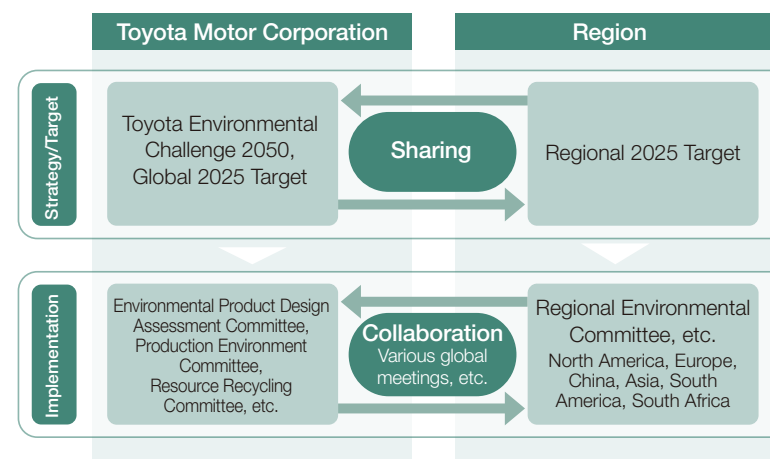 Toyota Motor Corporation
Region
Strategy/Target
Toyota Environmental
Challenge 2050,
Global 2025 Target
Sharing
Regional 2025 Target
Implementation
Environmental Product Design
Assessment Committee,
Production Environment
Committee,
Resource Recycling
Committee, etc.
Collaboration
Various global
meetings, etc.
Regional Environmental
Committee, etc.
North America, Europe,
China, Asia, South
America, South Africa